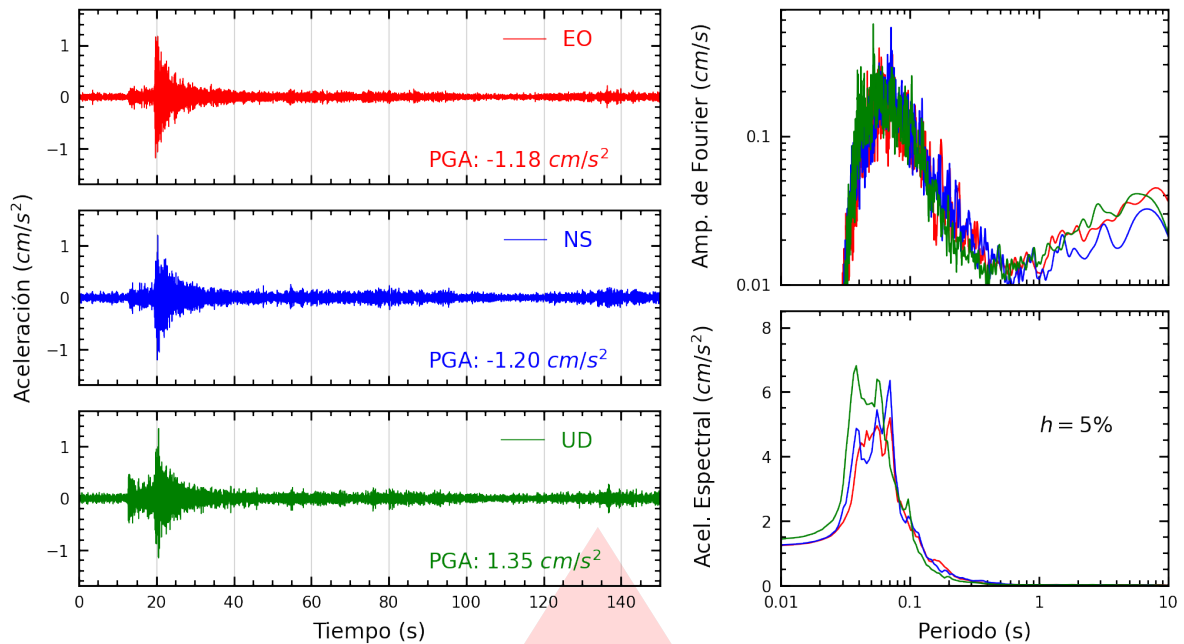 Aceleración (cm/s²)
1
0
−1
EO
PGA: -1.18 cm/s²
1
0
−1
NS
PGA: -1.20 cm/s²
1
0
−1
UD
PGA: 1.35 cm/s²
0 20 40 60 80 100 120 140
Tiempo (s)
Amp. de Fourier (cm/s)
0.1
0.01
Acel. Espectral (cm/s²)
8
6
4
2
0
h = 5%
0.01 0.1 1 10
Periodo (s)